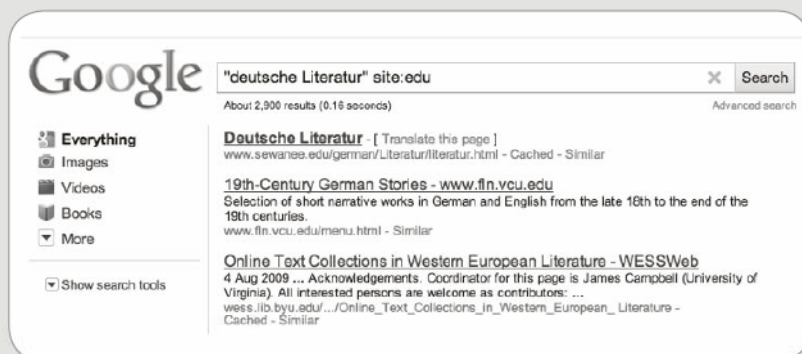 Google
"deutsche Literatur" site:edu
Search
About 2,900 results (0.16 seconds)
Advanced search
Everything
Images
Videos
Books
More
Show search tools
Deutsche Literatur - [ Translate this page ]
www.sewanee.edu/german/Literatur/literatur.html - Cached - Similar
19th-Century German Stories - www.fln.vcu.edu
Selection of short narrative works in German and English from the late 18th to the end of the
19th centuries.
www.fln.vcu.edu/menu.html - Similar
Online Text Collections in Western European Literature - WESSWeb
4 Aug 2009 ... Acknowledgements. Coordinator for this page is James Campbell (University of
Virginia). All interested persons are welcome as contributors: ...
wess.lib.byu.edu/.../Online_Text_Collections_in_Western_European_ Literature -
Cached - Similar